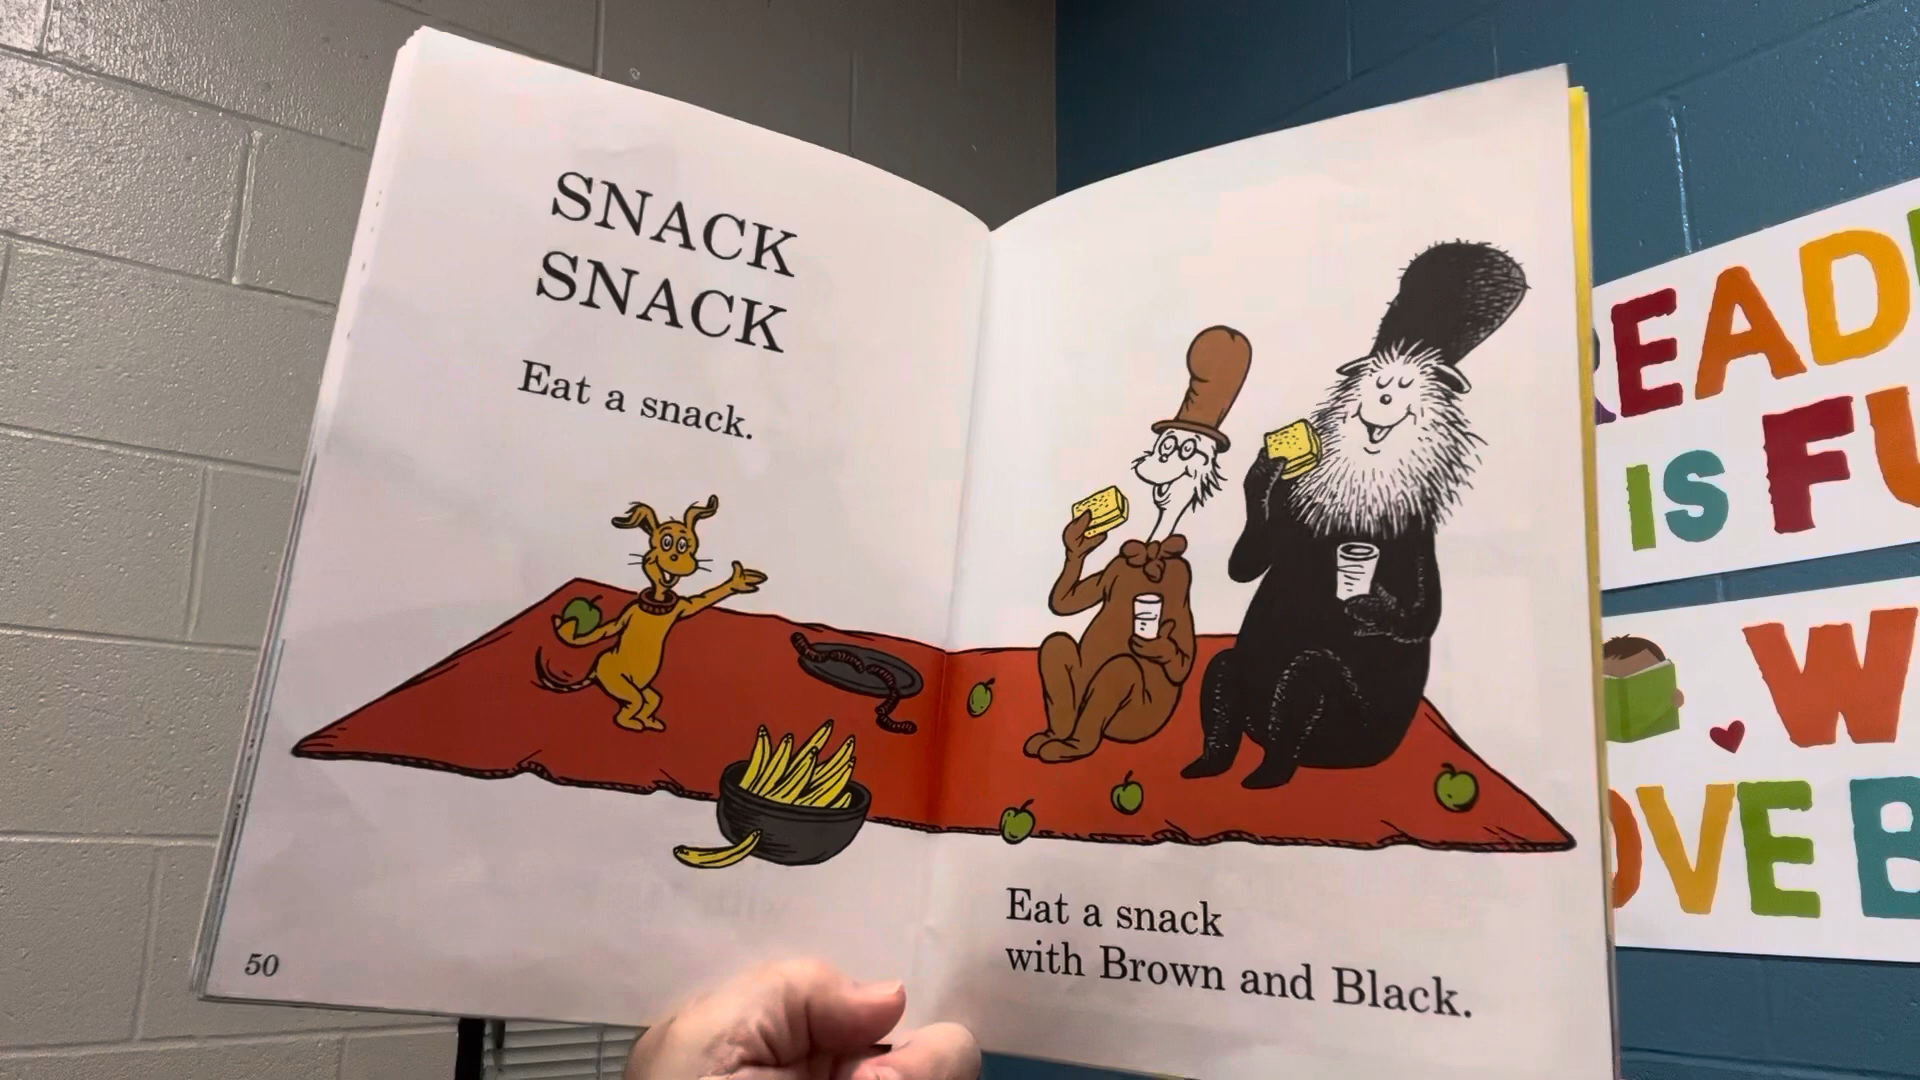 SNACK
SNACK
Eat a snack.
50
Eat a snack
with Brown and Black.
READ
IS FU
W
OVE B